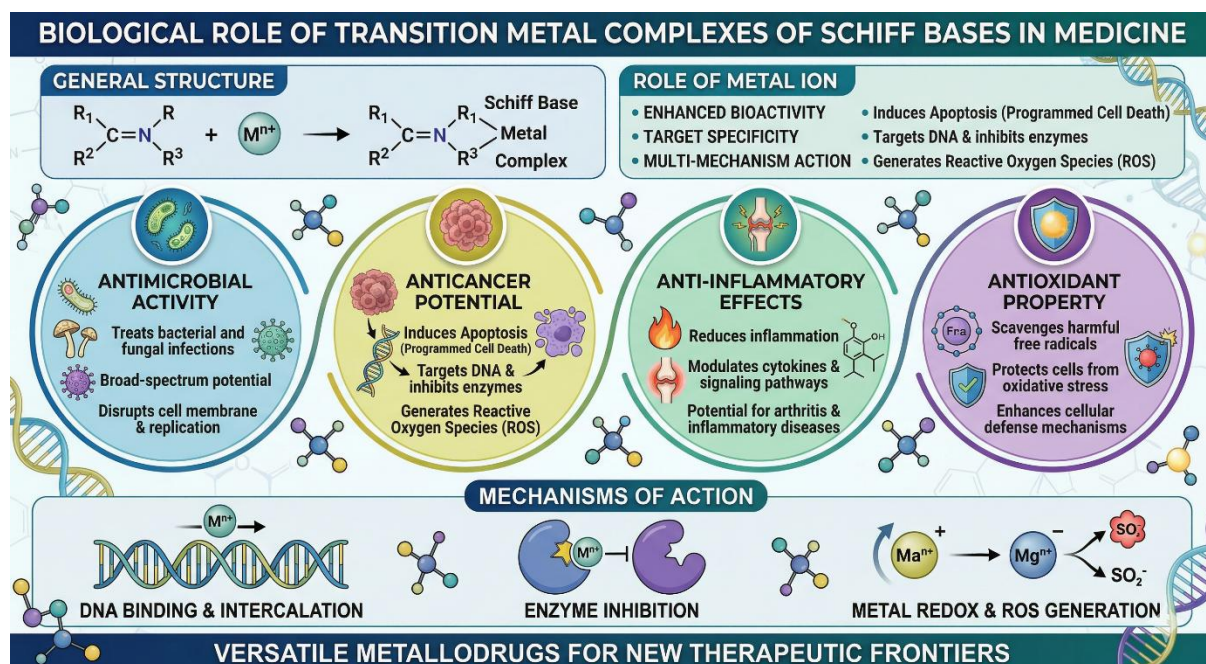 BIOLOGICAL ROLE OF TRANSITION METAL COMPLEXES OF SCHIFF BASES IN MEDICINE
GENERAL STRUCTURE
R₁
R
C=N
R²
R³
+
Mⁿ⁺
R₁
Schiff Base
C=N
Metal
R²
R³
Complex
ROLE OF METAL ION
• ENHANCED BIOACTIVITY
• TARGET SPECIFICITY
• MULTI-MECHANISM ACTION
• Induces Apoptosis (Programmed Cell Death)
• Targets DNA & inhibits enzymes
• Generates Reactive Oxygen Species (ROS)
ANTIMICROBIAL
ACTIVITY
Treats bacterial and
fungal infections
Broad-spectrum potential
Disrupts cell membrane
& replication
ANTICANCER
POTENTIAL
Induces Apoptosis
(Programmed Cell Death)
Targets DNA &
inhibits enzymes
Generates Reactive
Oxygen Species (ROS)
ANTI-INFLAMMATORY
EFFECTS
Reduces inflammation
OH
Modulates cytokines &
signaling pathways
Potential for arthritis &
inflammatory diseases
ANTIOXIDANT
PROPERTY
Fra
Scavenges harmful
free radicals
Protects cells from
oxidative stress
Enhances cellular
defense mechanisms
MECHANISMS OF ACTION
Mⁿ⁺
DNA BINDING & INTERCALATION
Mⁿ⁺
ENZYME INHIBITION
Maⁿ⁺
+
Mgⁿ⁺
−
SO₂⁻
SO₂⁻
METAL REDOX & ROS GENERATION
VERSATILE METALLODRUGS FOR NEW THERAPEUTIC FRONTIERS